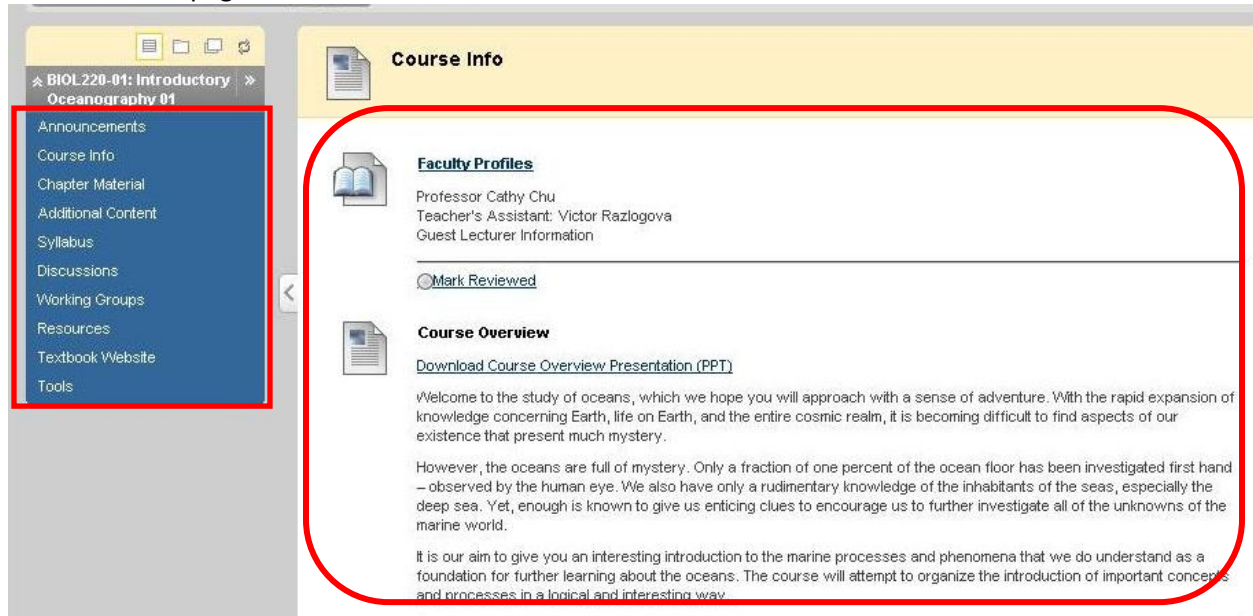 BIOL220-01: Introductory
Oceanography 01
Announcements
Course Info
Chapter Material
Additional Content
Syllabus
Discussions
Working Groups
Resources
Textbook Website
Tools
Course Info
Faculty Profiles
Professor Cathy Chu
Teacher's Assistant: Victor Razlogova
Guest Lecturer Information
Mark Reviewed
Course Overview
Download Course Overview Presentation (PPT)
Welcome to the study of oceans, which we hope you will approach with a sense of adventure. With the rapid expansion of
knowledge concerning Earth, life on Earth, and the entire cosmic realm, it is becoming difficult to find aspects of our
existence that present much mystery.
However, the oceans are full of mystery. Only a fraction of one percent of the ocean floor has been investigated first hand
– observed by the human eye. We also have only a rudimentary knowledge of the inhabitants of the seas, especially the
deep sea. Yet, enough is known to give us enticing clues to encourage us to further investigate all of the unknowns of the
marine world.
It is our aim to give you an interesting introduction to the marine processes and phenomena that we do understand as a
foundation for further learning about the oceans. The course will attempt to organize the introduction of important concepts
and processes in a logical and interesting way.